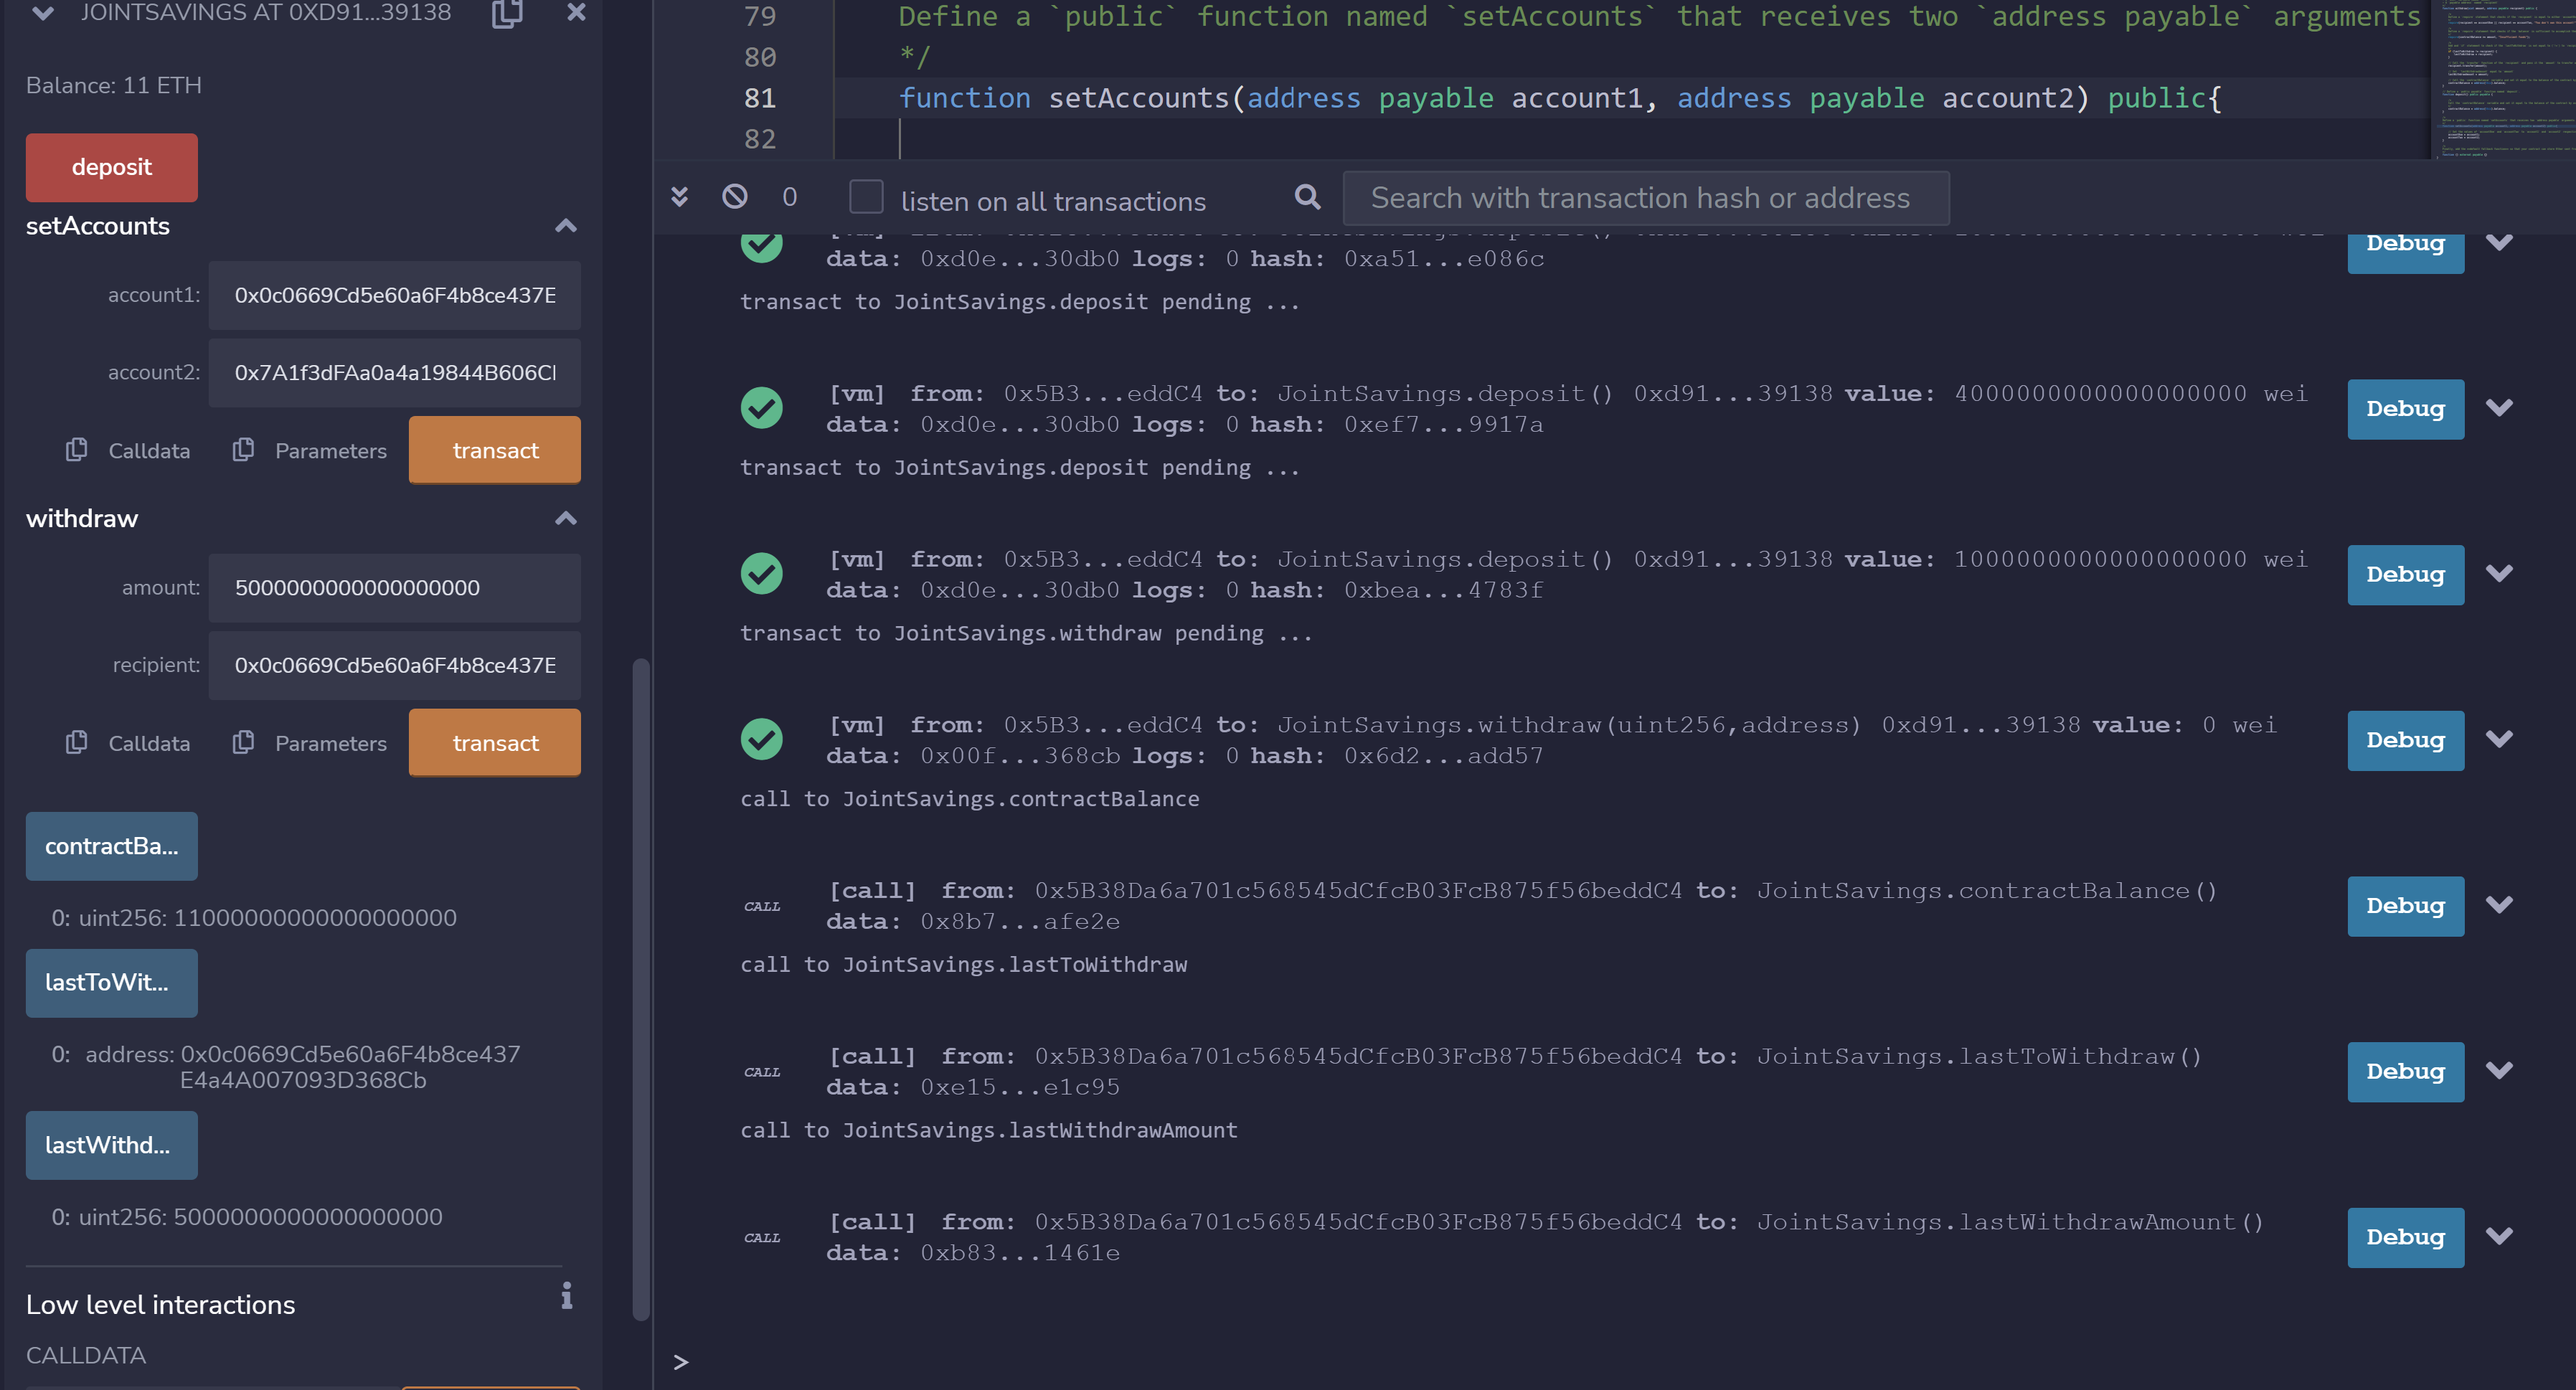 JOINTSAVINGS AT 0XD91...39138
Balance: 11 ETH
deposit
setAccounts
account1: 0x0c0669Cd5e60a6F4b8ce437E
account2: 0x7A1f3dFAa0a4a19844B606C
Calldata Parameters transact
withdraw
amount: 5000000000000000000
recipient: 0x0c0669Cd5e60a6F4b8ce437E
Calldata Parameters transact
contractBa...
0: uint256: 11000000000000000000
lastToWit...
0: address: 0x0c0669Cd5e60a6F4b8ce437
E4a4A007093D368Cb
lastWithd...
0: uint256: 5000000000000000000
Low level interactions
CALLDATA
79 Define a `public` function named `setAccounts` that receives two `address payable` arguments
80 */
81 function setAccounts(address payable account1, address payable account2) public{
82
0 listen on all transactions Search with transaction hash or address
Debug
data: 0xd0e...30db0 logs: 0 hash: 0xa51...e086c
transact to JointSavings.deposit pending ...
[vm] from: 0x5B3...eddC4 to: JointSavings.deposit() 0xd91...39138 value: 4000000000000000000 wei
data: 0xd0e...30db0 logs: 0 hash: 0xef7...9917a
Debug
transact to JointSavings.deposit pending ...
[vm] from: 0x5B3...eddC4 to: JointSavings.deposit() 0xd91...39138 value: 1000000000000000000 wei
data: 0xd0e...30db0 logs: 0 hash: 0xbea...4783f
Debug
transact to JointSavings.withdraw pending ...
[vm] from: 0x5B3...eddC4 to: JointSavings.withdraw(uint256,address) 0xd91...39138 value: 0 wei
data: 0x00f...368cb logs: 0 hash: 0x6d2...add57
Debug
call to JointSavings.contractBalance
CALL [call] from: 0x5B38Da6a701c568545dCfcB03FcB875f56beddC4 to: JointSavings.contractBalance()
data: 0x8b7...afe2e
Debug
call to JointSavings.lastToWithdraw
CALL [call] from: 0x5B38Da6a701c568545dCfcB03FcB875f56beddC4 to: JointSavings.lastToWithdraw()
data: 0xe15...e1c95
Debug
call to JointSavings.lastWithdrawAmount
CALL [call] from: 0x5B38Da6a701c568545dCfcB03FcB875f56beddC4 to: JointSavings.lastWithdrawAmount()
data: 0xb83...1461e
Debug
>